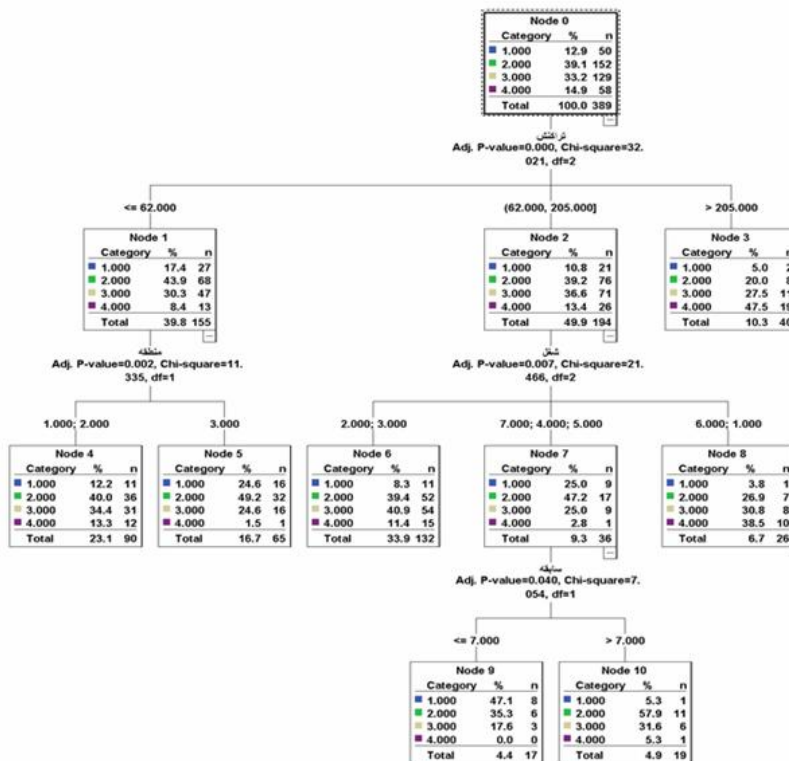 Node 0
Category % n
1.000 12.9 50
2.000 39.1 152
3.000 33.2 129
4.000 14.9 58
Total 100.0 389
تراکنش
Adj. P-value=0.000, Chi-square=32.
021, df=2
<= 62.000
(62.000, 205.000]
> 205.000
Node 1
Category % n
1.000 17.4 27
2.000 43.9 68
3.000 30.3 47
4.000 8.4 13
Total 39.8 155
Node 2
Category % n
1.000 10.8 21
2.000 39.2 76
3.000 36.6 71
4.000 13.4 26
Total 49.9 194
Node 3
Category %
1.000 5.0 2
2.000 20.0 8
3.000 27.5 11
4.000 47.5 19
Total 10.3 40
منطقه
Adj. P-value=0.002, Chi-square=11.
335, df=1
شغل
Adj. P-value=0.007, Chi-square=21.
466, df=2
1.000; 2.000
3.000
2.000; 3.000
7.000; 4.000; 5.000
6.000; 1.000
Node 4
Category % n
1.000 12.2 11
2.000 40.0 36
3.000 34.4 31
4.000 13.3 12
Total 23.1 90
Node 5
Category % n
1.000 24.6 16
2.000 49.2 32
3.000 24.6 16
4.000 1.5 1
Total 16.7 65
Node 6
Category % n
1.000 8.3 11
2.000 39.4 52
3.000 40.9 54
4.000 11.4 15
Total 33.9 132
Node 7
Category % n
1.000 25.0 9
2.000 47.2 17
3.000 25.0 9
4.000 2.8 1
Total 9.3 36
Node 8
Category % n
1.000 3.8 1
2.000 26.9 7
3.000 30.8 8
4.000 38.5 10
Total 6.7 26
سابقه
Adj. P-value=0.040, Chi-square=7.
054, df=1
<= 7.000
> 7.000
Node 9
Category % n
1.000 47.1 8
2.000 35.3 6
3.000 17.6 3
4.000 0.0 0
Total 4.4 17
Node 10
Category % n
1.000 5.3 1
2.000 57.9 11
3.000 31.6 6
4.000 5.3 1
Total 4.9 19